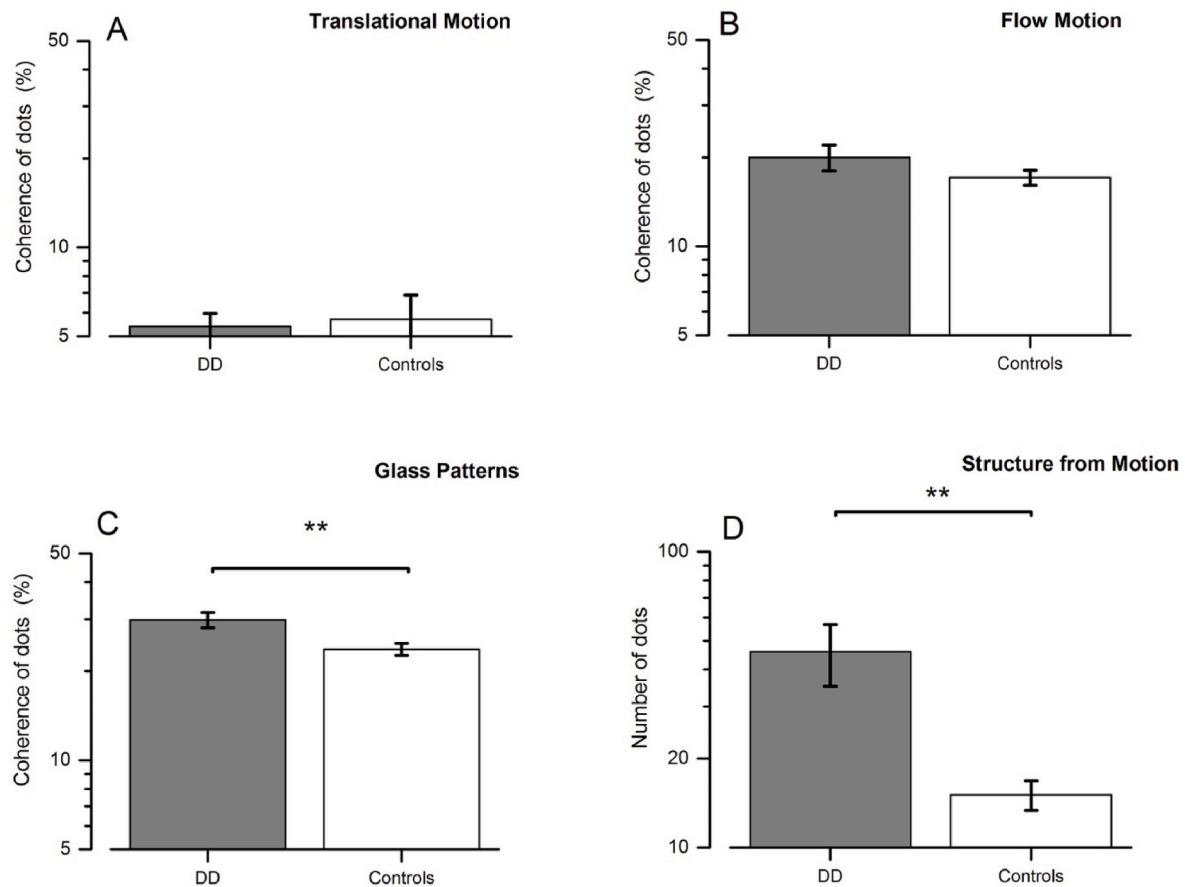 A
Translational Motion
50
10
5
Coherence of dots (%)
DD
Controls
B
Flow Motion
50
10
5
Coherence of dots (%)
DD
Controls
Glass Patterns
C
**
50
10
5
Coherence of dots (%)
DD
Controls
Structure from Motion
**
D
100
20
10
Number of dots
DD
Controls